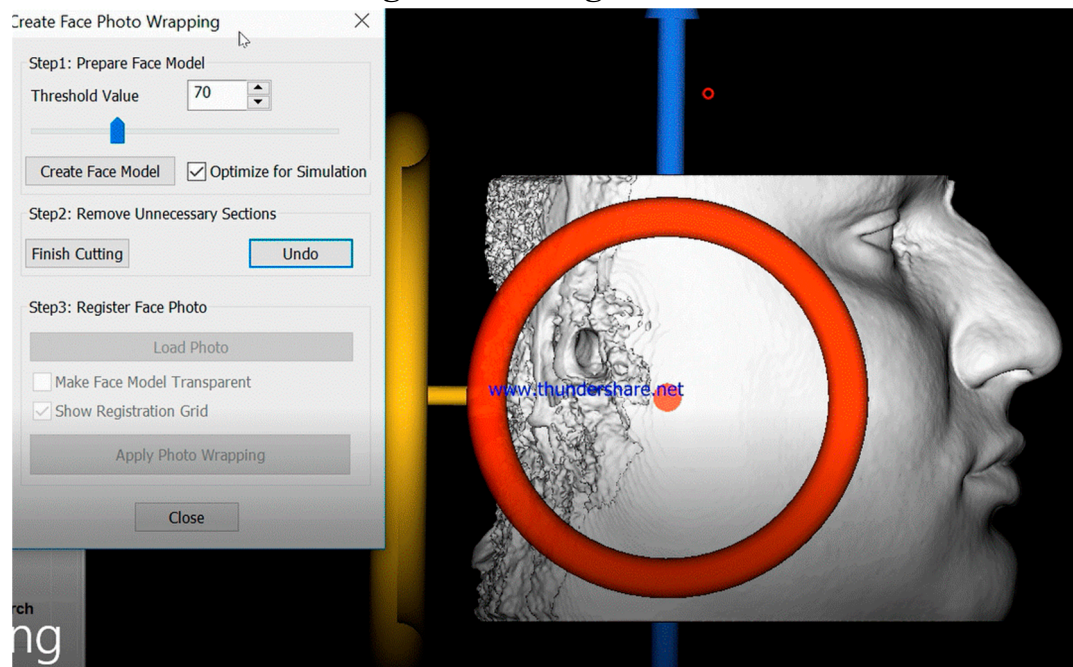 Create Face Photo Wrapping
Step1: Prepare Face Model
Threshold Value 70
Create Face Model Optimize for Simulation
Step2: Remove Unnecessary Sections
Finish Cutting Undo
Step3: Register Face Photo
Load Photo
Make Face Model Transparent
Show Registration Grid
Apply Photo Wrapping
Close
www.thundershare.net
rch
ng